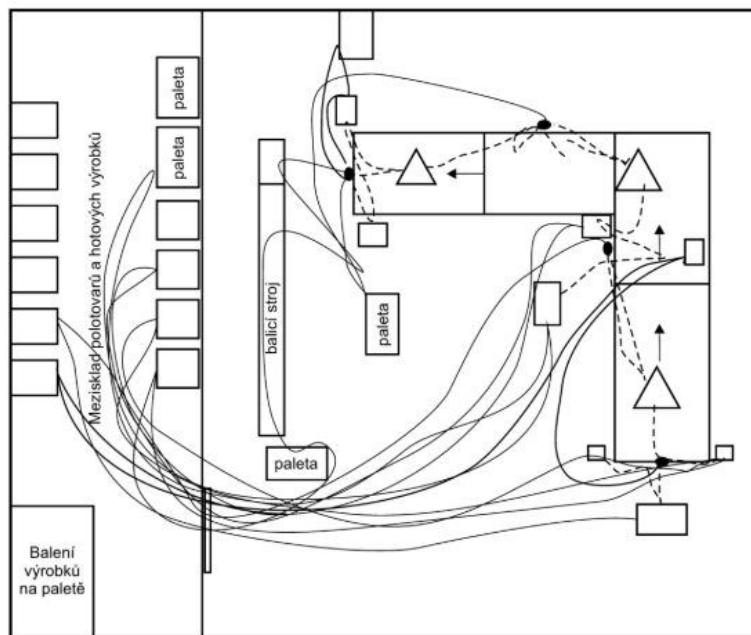 paleta
paleta
Mezisklad polotovarů a hotových výrobků
balicí stroj
paleta
paleta
Balení
výrobků
na paletě